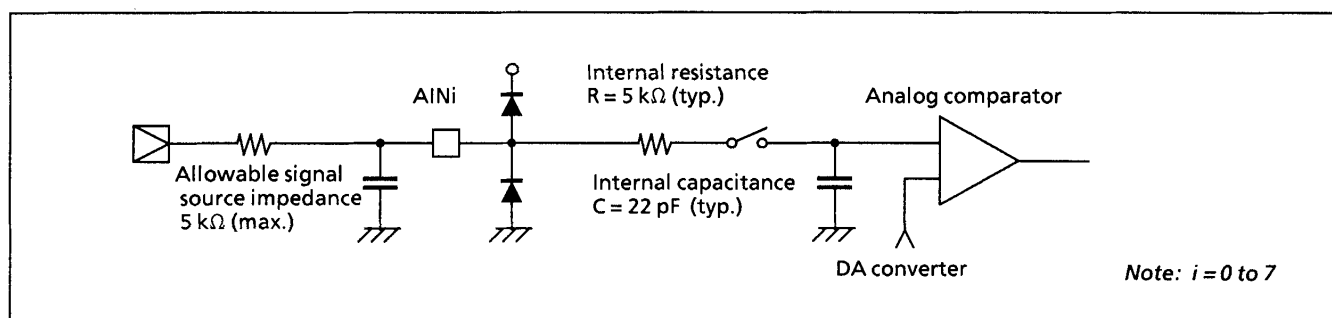 AINi
Internal resistance
R = 5 kΩ (typ.)
Analog comparator
Allowable signal
source impedance
5 kΩ (max.)
Internal capacitance
C = 22 pF (typ.)
DA converter
Note: i = 0 to 7